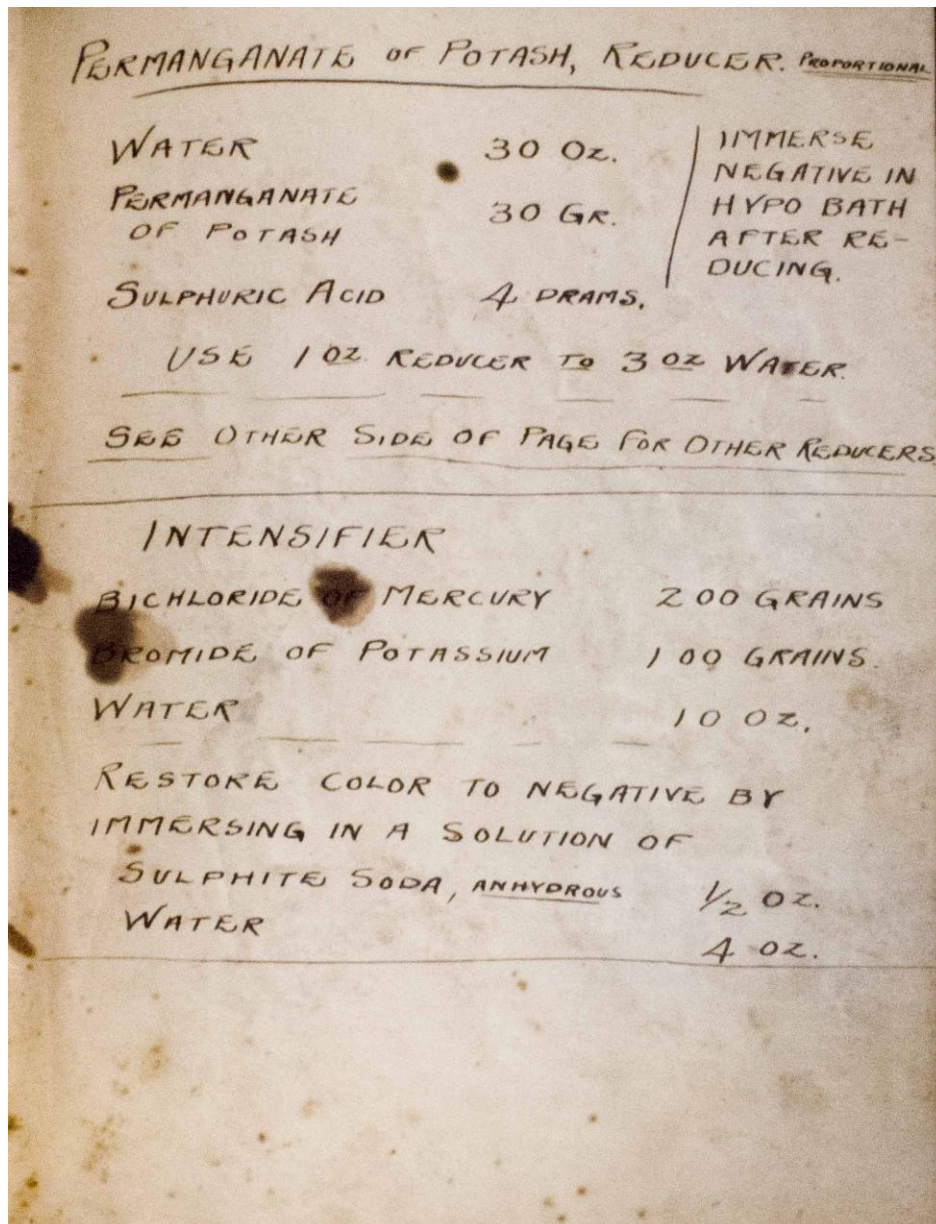 PERMANGANATE OF POTASH, REDUCER. PROPORTIONAL
WATER 30 OZ.
PERMANGANATE
OF POTASH 30 GR.
SULPHURIC ACID 4 DRAMS.
IMMERSE
NEGATIVE IN
HYPO BATH
AFTER RE-
DUCING.
USE 1 OZ REDUCER TO 3 OZ WATER.
SEE OTHER SIDE OF PAGE FOR OTHER REDUCERS
INTENSIFIER
BICHLORIDE OF MERCURY 200 GRAINS
BROMIDE OF POTASSIUM 100 GRAINS.
WATER 10 OZ.
RESTORE COLOR TO NEGATIVE BY
IMMERSING IN A SOLUTION OF
SULPHITE SODA, ANHYDROUS 1/2 OZ.
WATER 4 OZ.